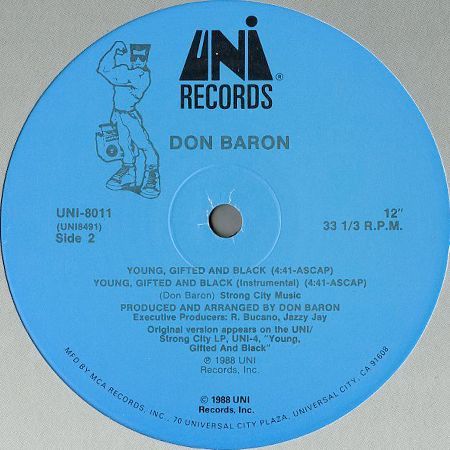 UNI®
RECORDS
DON BARON
UNI-8011
(UNI8491)
Side 2
12"
33 1/3 R.P.M.
YOUNG, GIFTED AND BLACK (4:41-ASCAP)
YOUNG, GIFTED AND BLACK (Instrumental) (4:41-ASCAP)
(Don Baron) Strong City Music
PRODUCED AND ARRANGED BY DON BARON
Executive Producers: R. Bucano, Jazzy Jay
Original version appears on the UNI/
Strong City LP, UNI-4, "Young,
Gifted And Black"
℗ 1988 UNI
Records, Inc.
© 1988 UNI
Records, Inc.
MFD BY MCA RECORDS, INC., 70 UNIVERSAL CITY PLAZA, UNIVERSAL CITY, CA 91608